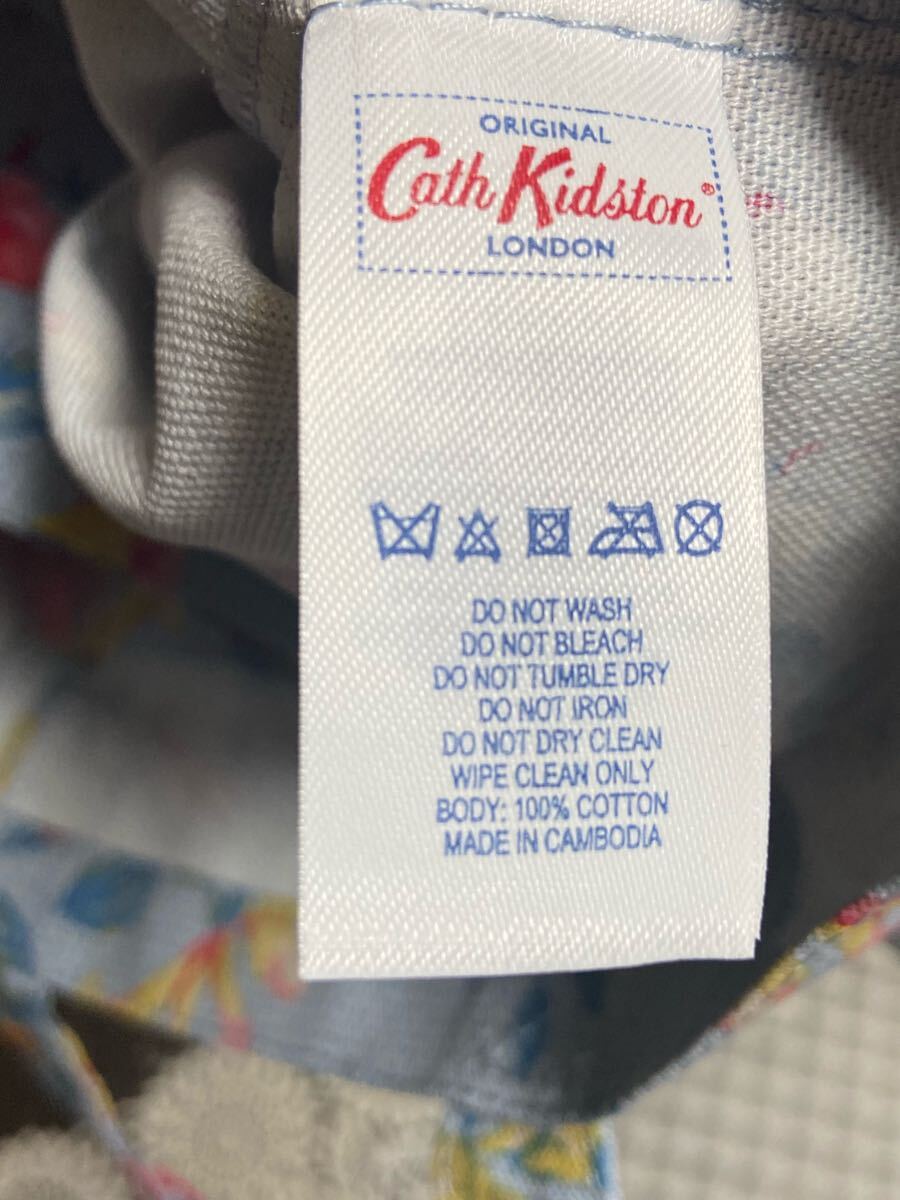 ORIGINAL
Cath Kidston®
LONDON
DO NOT WASH
DO NOT BLEACH
DO NOT TUMBLE DRY
DO NOT IRON
DO NOT DRY CLEAN
WIPE CLEAN ONLY
BODY: 100% COTTON
MADE IN CAMBODIA